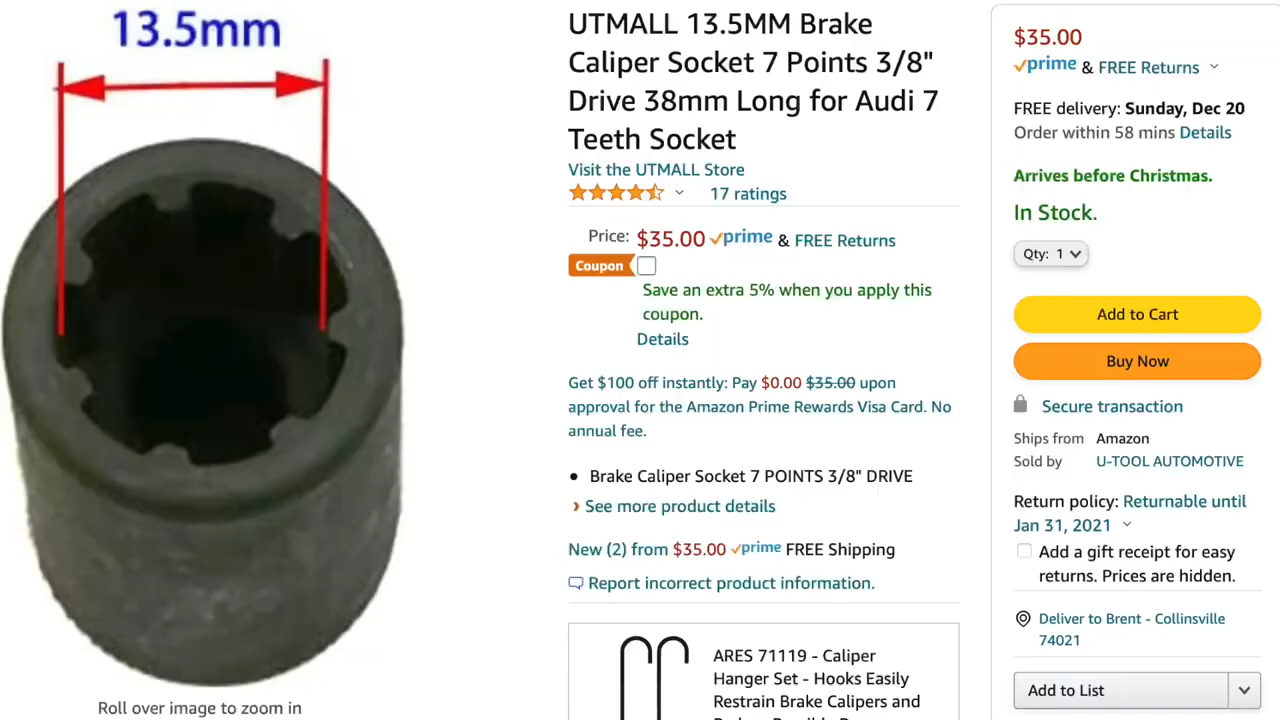 13.5mm
Roll over image to zoom in
UTMALL 13.5MM Brake
Caliper Socket 7 Points 3/8" 
Drive 38mm Long for Audi 7
Teeth Socket
Visit the UTMALL Store
17 ratings
Price: $35.00 prime & FREE Returns
Coupon
Save an extra 5% when you apply this
coupon.
Details
Get $100 off instantly: Pay $0.00 $35.00 upon
approval for the Amazon Prime Rewards Visa Card. No
annual fee.
• Brake Caliper Socket 7 POINTS 3/8" DRIVE
› See more product details
New (2) from $35.00 prime FREE Shipping
Report incorrect product information.
ARES 71119 - Caliper
Hanger Set - Hooks Easily
Restrain Brake Calipers and
$35.00
prime & FREE Returns
FREE delivery: Sunday, Dec 20
Order within 58 mins Details
Arrives before Christmas.
In Stock.
Qty: 1
Add to Cart
Buy Now
Secure transaction
Ships from Amazon
Sold by U-TOOL AUTOMOTIVE
Return policy: Returnable until
Jan 31, 2021
Add a gift receipt for easy
returns. Prices are hidden.
Deliver to Brent - Collinsville
74021
Add to List